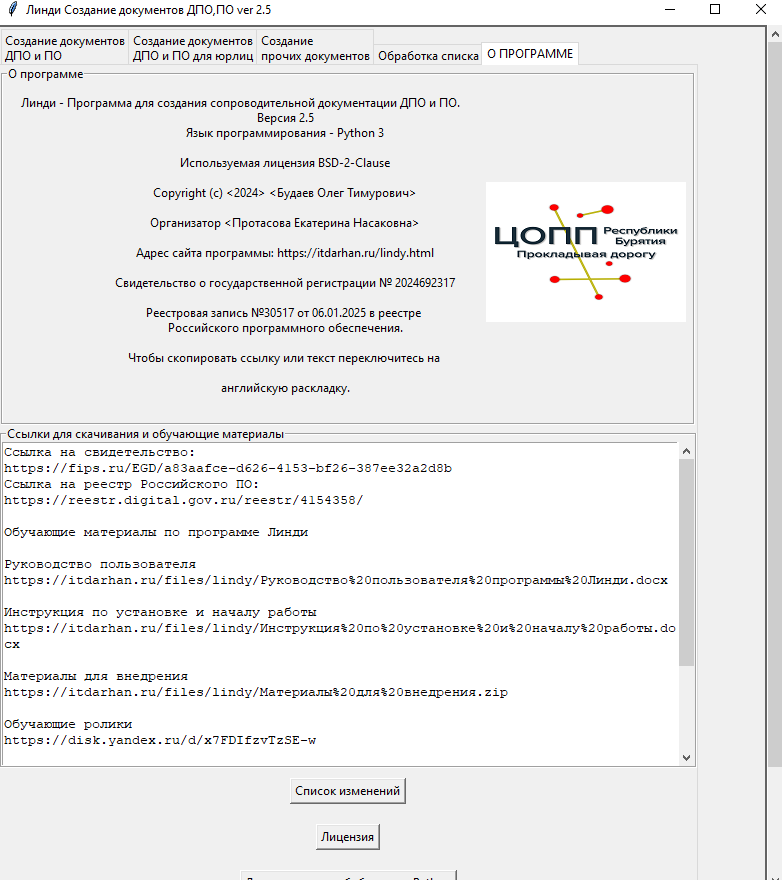 Линди Создание документов ДПО,ПО ver 2.5
Создание документов
ДПО и ПО
Создание документов
ДПО и ПО для юрлиц
Создание
прочих документов
Обработка списка
О ПРОГРАММЕ
О программе
Линди - Программа для создания сопроводительной документации ДПО и ПО.
Версия 2.5
Язык программирования - Python 3
Используемая лицензия BSD-2-Clause
Copyright (c) <2024> <Будаев Олег Тимурович>
Организатор <Протасова Екатерина Насаковна>
Адрес сайта программы: https://itdarhan.ru/lindy.html
Свидетельство о государственной регистрации № 2024692317
Реестровая запись №30517 от 06.01.2025 в реестре
Российского программного обеспечения.
Чтобы скопировать ссылку или текст переключитесь на
английскую раскладку.
ЦОПП Республики
Бурятия
Прокладывая дорогу
Ссылки для скачивания и обучающие материалы
Ссылка на свидетельство:
https://fips.ru/EGD/a83aafce-d626-4153-bf26-387ee32a2d8b
Ссылка на реестр Российского ПО:
https://reestr.digital.gov.ru/reestr/4154358/
Обучающие материалы по программе Линди
Руководство пользователя
https://itdarhan.ru/files/lindy/Руководство%20пользователя%20программы%20Линди.docx
Инструкция по установке и началу работы
https://itdarhan.ru/files/lindy/Инструкция%20по%20установке%20и%20началу%20работы.do
cx
Материалы для внедрения
https://itdarhan.ru/files/lindy/Материалы%20для%20внедрения.zip
Обучающие ролики
https://disk.yandex.ru/d/x7FDIfzvTzSE-w
Список изменений
Лицензия